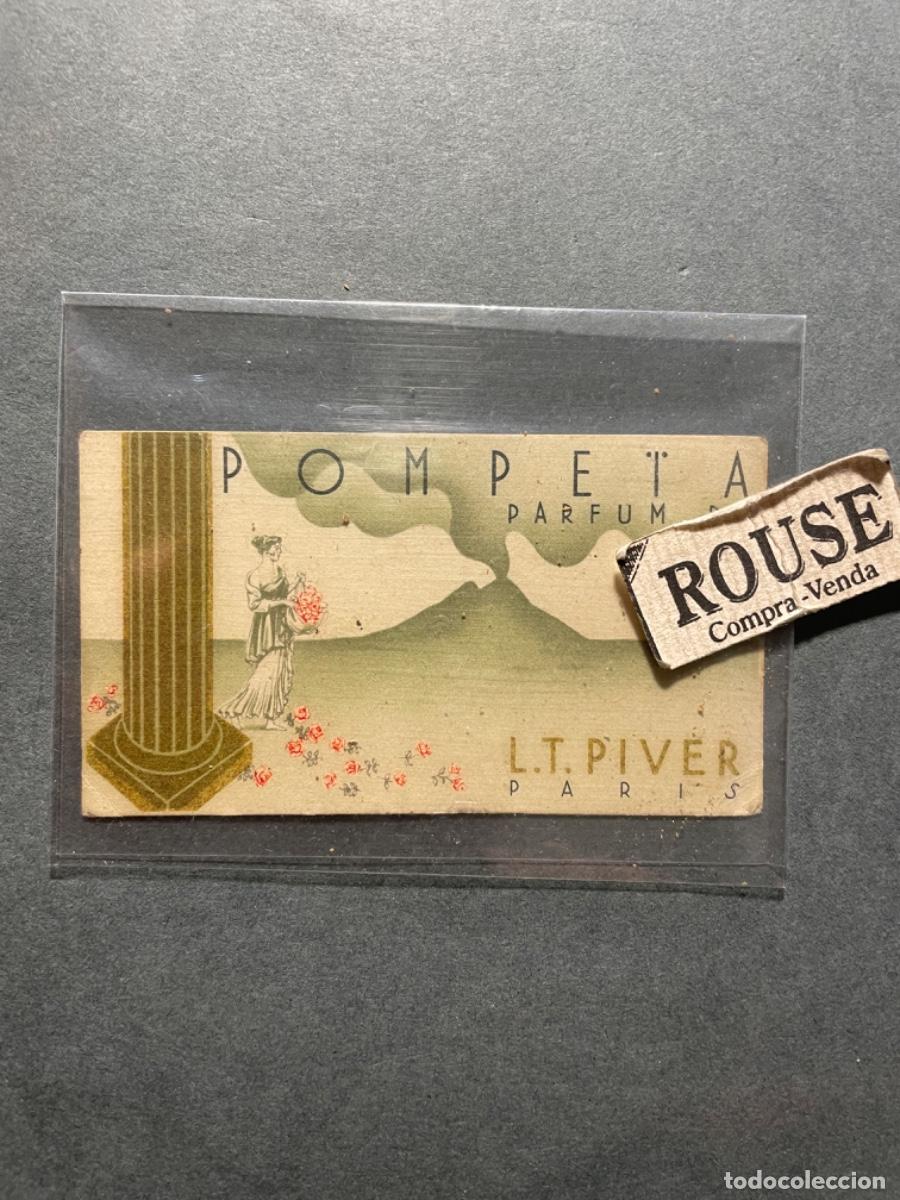 POMPEÏA
PARFUM
L.T. PIVER
PARIS
ROUSE
Compra-Venda
todocoleccion